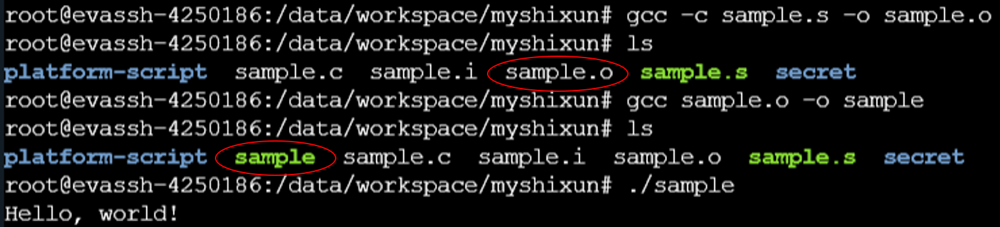 root@evassh-4250186:/data/workspace/myshixun# gcc -c sample.s -o sample.o
root@evassh-4250186:/data/workspace/myshixun# ls
platform-script sample.c sample.i sample.o sample.s secret
root@evassh-4250186:/data/workspace/myshixun# gcc sample.o -o sample
root@evassh-4250186:/data/workspace/myshixun# ls
platform-script sample sample.c sample.i sample.o sample.s secret
root@evassh-4250186:/data/workspace/myshixun# ./sample
Hello, world!